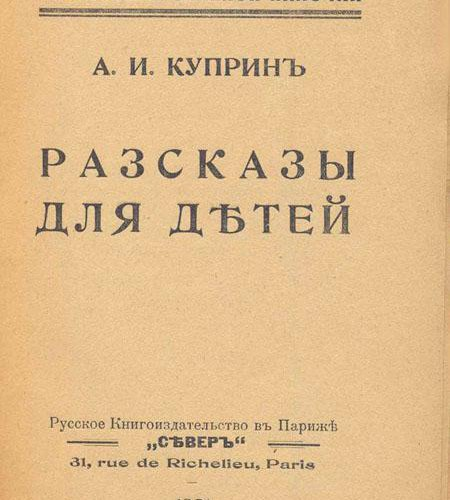 А. И. КУПРИНЪ
РАЗСКАЗЫ
ДЛЯ ДѢТЕЙ
Русское Книгоиздательство въ Парижѣ
„СѢВЕРЪ“
31, rue de Richelieu, Paris